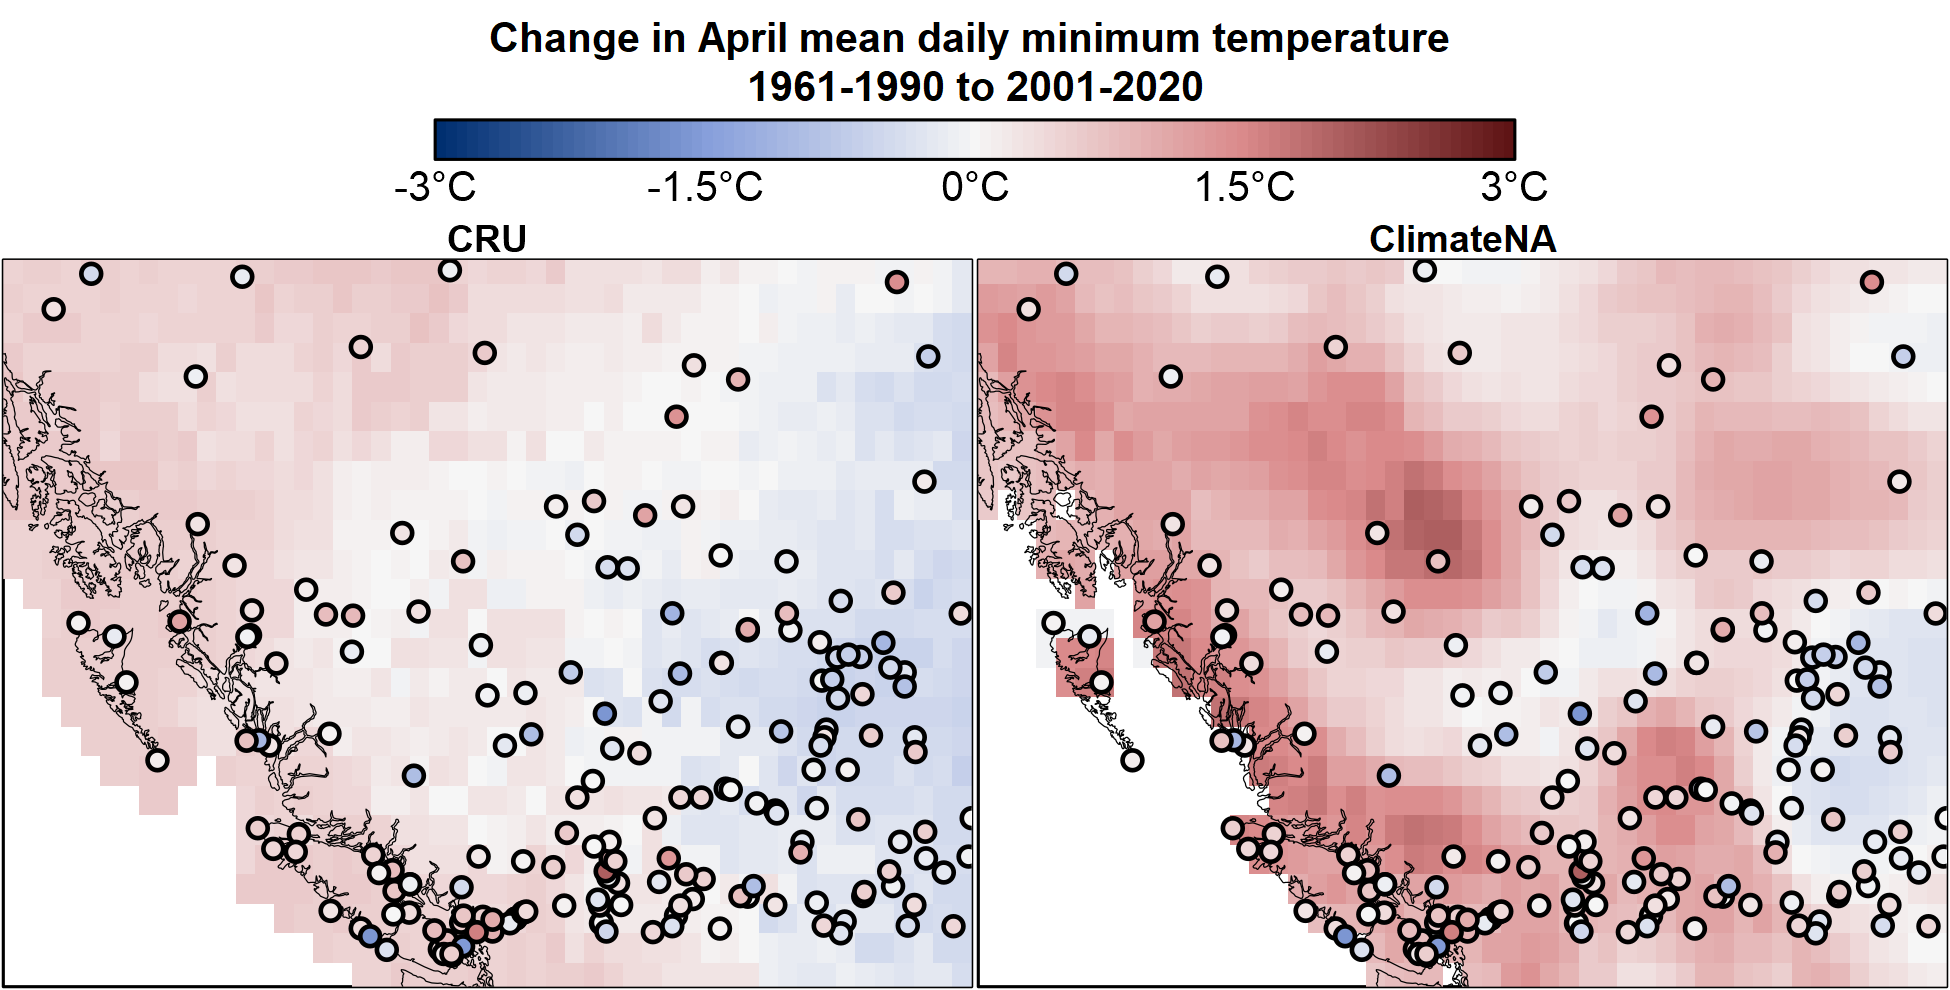 Change in April mean daily minimum temperature
1961-1990 to 2001-2020
-3°C -1.5°C 0°C 1.5°C 3°C
CRU ClimateNA